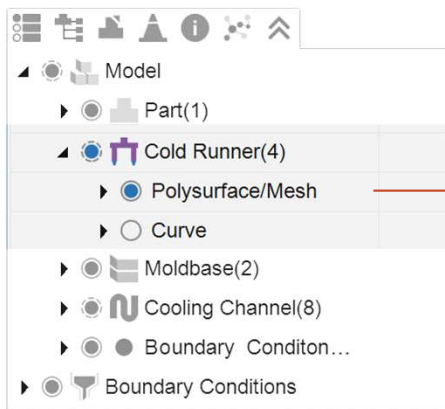 Model
Part(1)
Cold Runner(4)
Polysurface/Mesh
Curve
Moldbase(2)
Cooling Channel(8)
Boundary Conditon...
Boundary Conditions